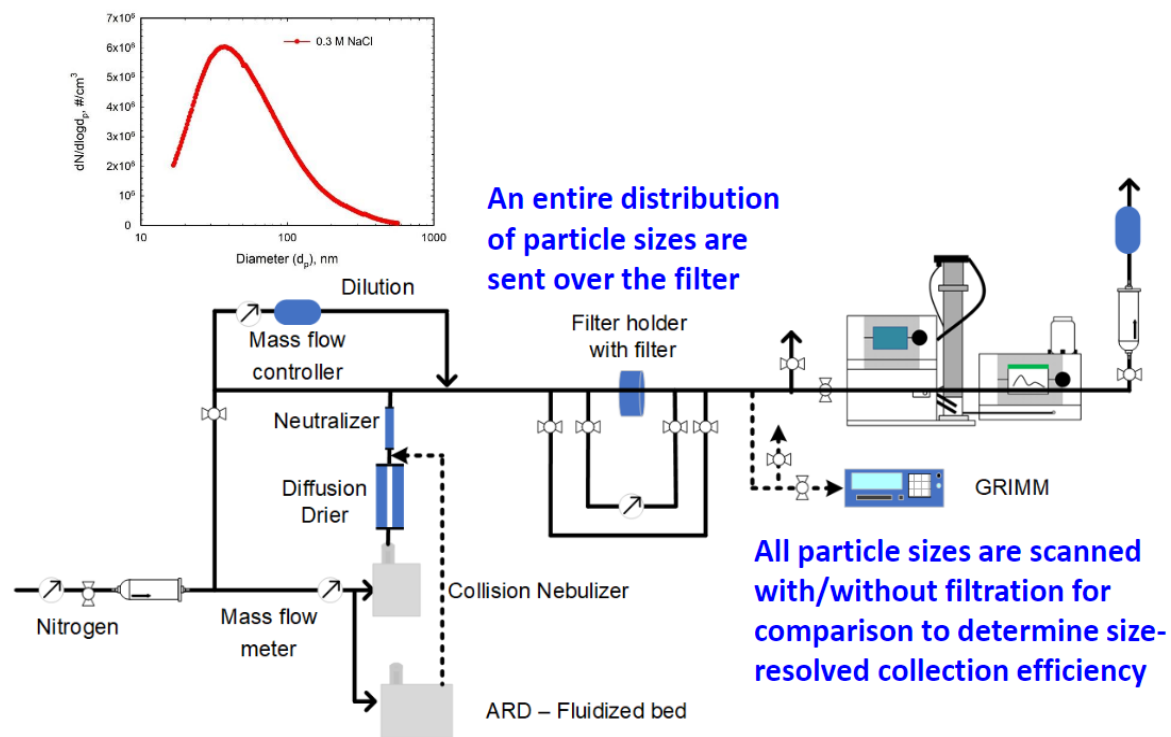 7x10⁶
6x10⁶
5x10⁶
4x10⁶
3x10⁶
2x10⁶
10⁶
0
dN/dlogdₚ, #/cm³
0.3 M NaCl
10
100
1000
Diameter (dₚ), nm
An entire distribution
of particle sizes are
sent over the filter
Dilution
Mass flow
controller
Filter holder
with filter
Neutralizer
Diffusion
Drier
GRIMM
Collision Nebulizer
Nitrogen
Mass flow
meter
ARD – Fluidized bed
All particle sizes are scanned
with/without filtration for
comparison to determine size-
resolved collection efficiency